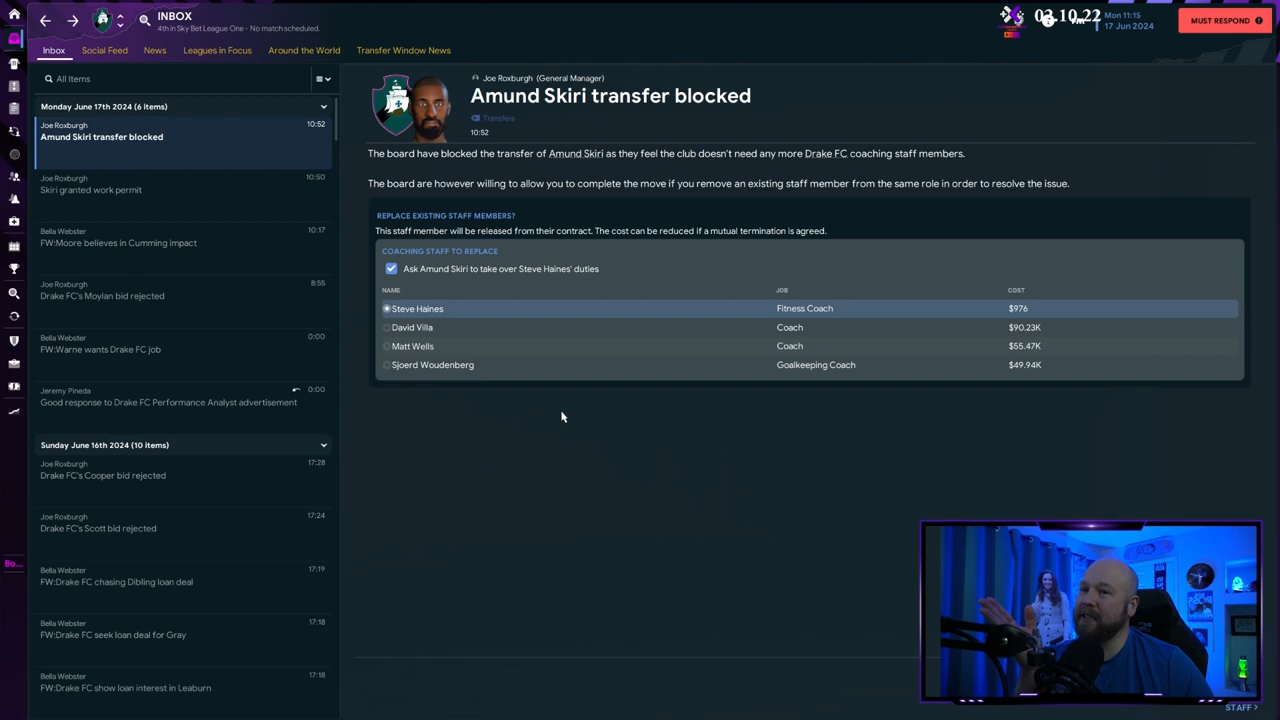 INBOX
4th in Sky Bet League One - No match scheduled.
03.10.22
Mon 11:15
17 Jun 2024
MUST RESPOND
Inbox
Social Feed
News
Leagues in Focus
Around the World
Transfer Window News
All Items
Monday June 17th 2024 (6 items)
Joe Roxburgh
10:52
Amund Skiri transfer blocked
Joe Roxburgh
10:50
Skiri granted work permit
Bella Webster
10:17
FW:Moore believes in Cumming impact
Joe Roxburgh
8:55
Drake FC's Moylan bid rejected
Bella Webster
0:00
FW:Warne wants Drake FC job
Jeremy Pineda
0:00
Good response to Drake FC Performance Analyst advertisement
Sunday June 16th 2024 (10 items)
Joe Roxburgh
17:28
Drake FC's Cooper bid rejected
Joe Roxburgh
17:24
Drake FC's Scott bid rejected
Bella Webster
17:19
FW:Drake FC chasing Dibling loan deal
Bella Webster
17:18
FW:Drake FC seek loan deal for Gray
Bella Webster
17:18
FW:Drake FC show loan interest in Leaburn
Bo...
Joe Roxburgh (General Manager)
Amund Skiri transfer blocked
Transfers
10:52
The board have blocked the transfer of Amund Skiri as they feel the club doesn't need any more Drake FC coaching staff members.
The board are however willing to allow you to complete the move if you remove an existing staff member from the same role in order to resolve the issue.
REPLACE EXISTING STAFF MEMBERS?
This staff member will be released from their contract. The cost can be reduced if a mutual termination is agreed.
COACHING STAFF TO REPLACE
Ask Amund Skiri to take over Steve Haines' duties
NAME JOB COST
Steve Haines Fitness Coach $976
David Villa Coach $90.23K
Matt Wells Coach $55.47K
Sjoerd Woudenberg Goalkeeping Coach $49.94K
STAFF